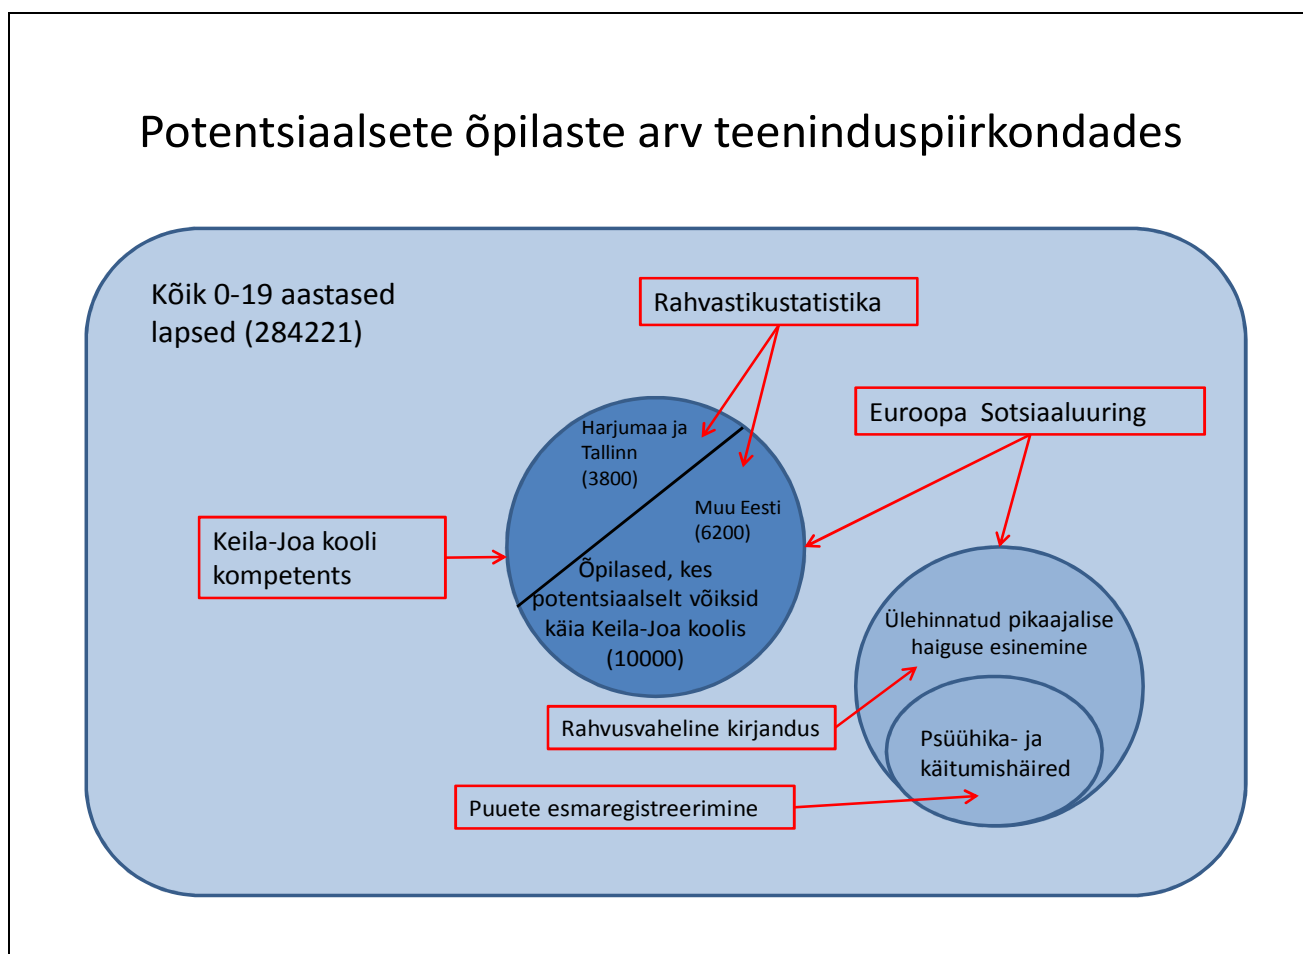 Potentsiaalsete õpilaste arv teeninduspiirkondades
Kõik 0-19 aastased
lapsed (284221)
Rahvastikustatistika
Euroopa Sotsiaaluuring
Harjumaa ja
Tallinn
(3800)
Muu Eesti
(6200)
Keila-Joa kooli
kompetents
Õpilased, kes
potentsiaalselt võiksid
käia Keila-Joa koolis
(10000)
Ülehinnatud pikaajalise
haiguse esinemine
Rahvusvaheline kirjandus
Psüühika- ja
käitumishäired
Puuete esmaregistreerimine